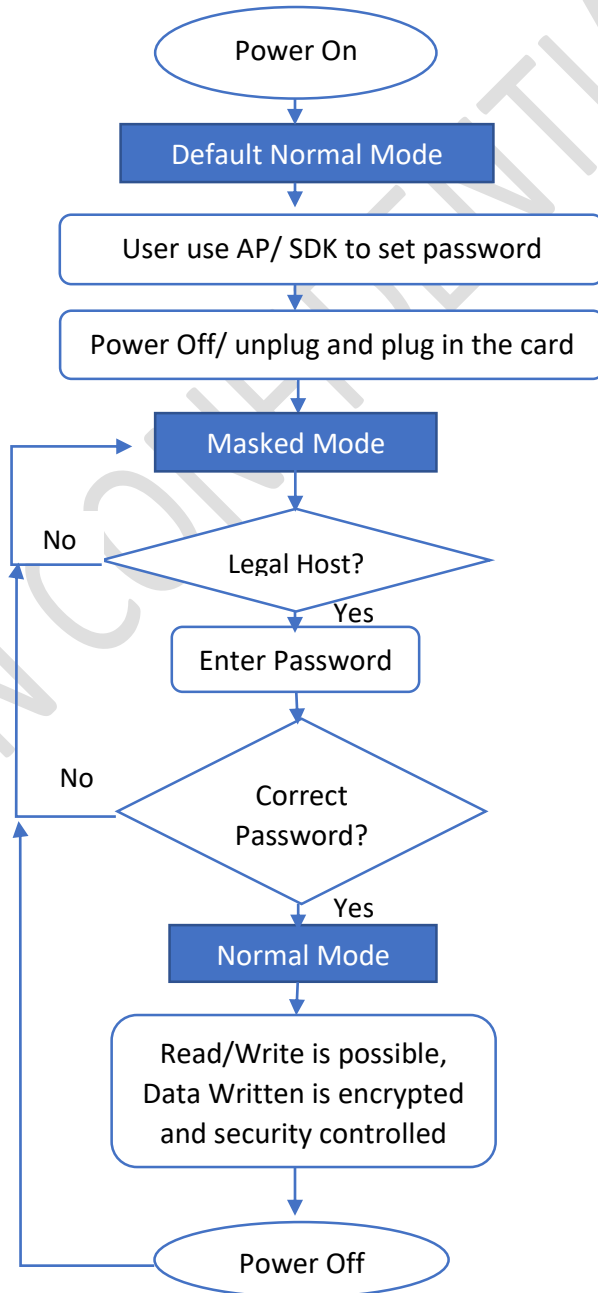 Power On
Default Normal Mode
User use AP/ SDK to set password
Power Off/ unplug and plug in the card
Masked Mode
No
Legal Host?
Yes
Enter Password
No
Correct
Password?
Yes
Normal Mode
Read/Write is possible,
Data Written is encrypted
and security controlled
Power Off